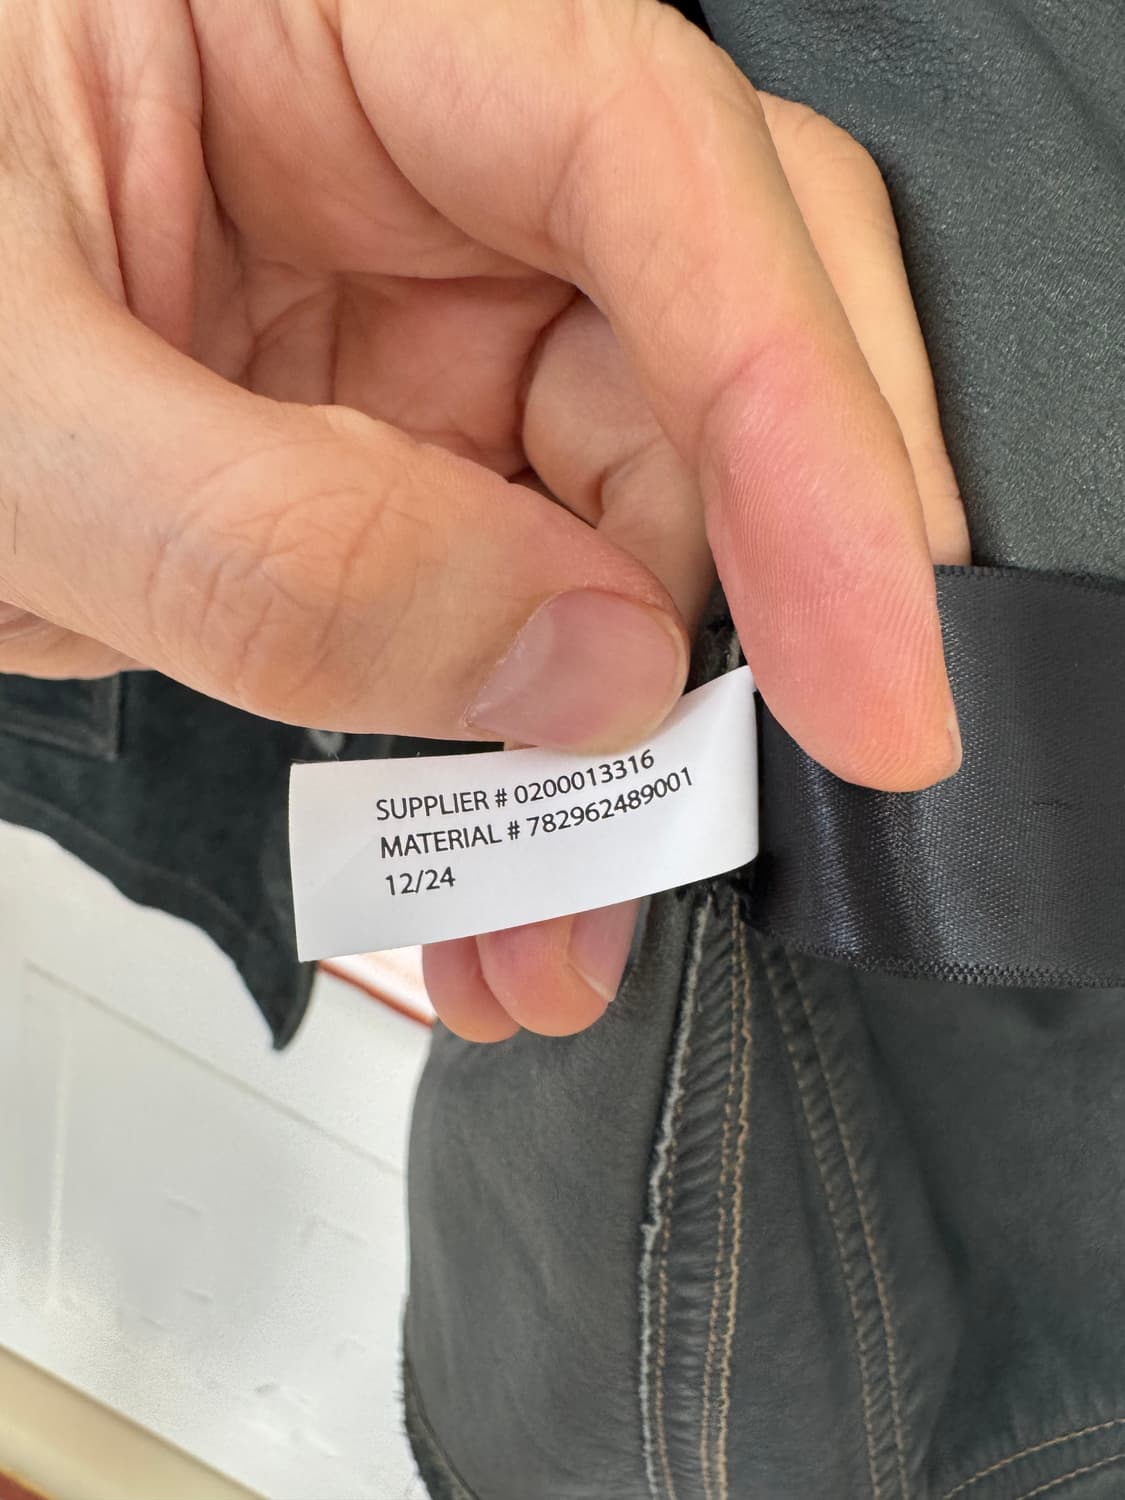 SUPPLIER # 0200013316
MATERIAL # 782962489001
12/24